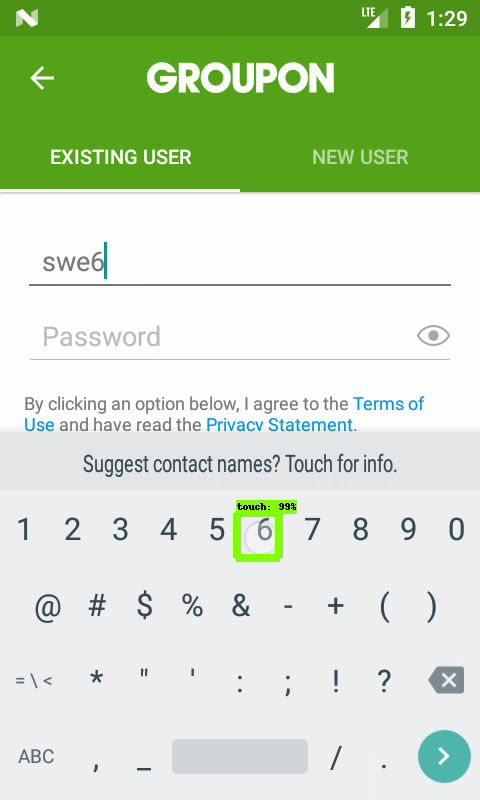 LTE 1:29
GROUPON
EXISTING USER NEW USER
swe6
Password
By clicking an option below, I agree to the Terms of
Use and have read the Privacy Statement.
Suggest contact names? Touch for info.
touch: 99%
1 2 3 4 5 6 7 8 9 0
@ # $ % & - + ( )
= \ < * " ' : ; ! ?
ABC , _ / .